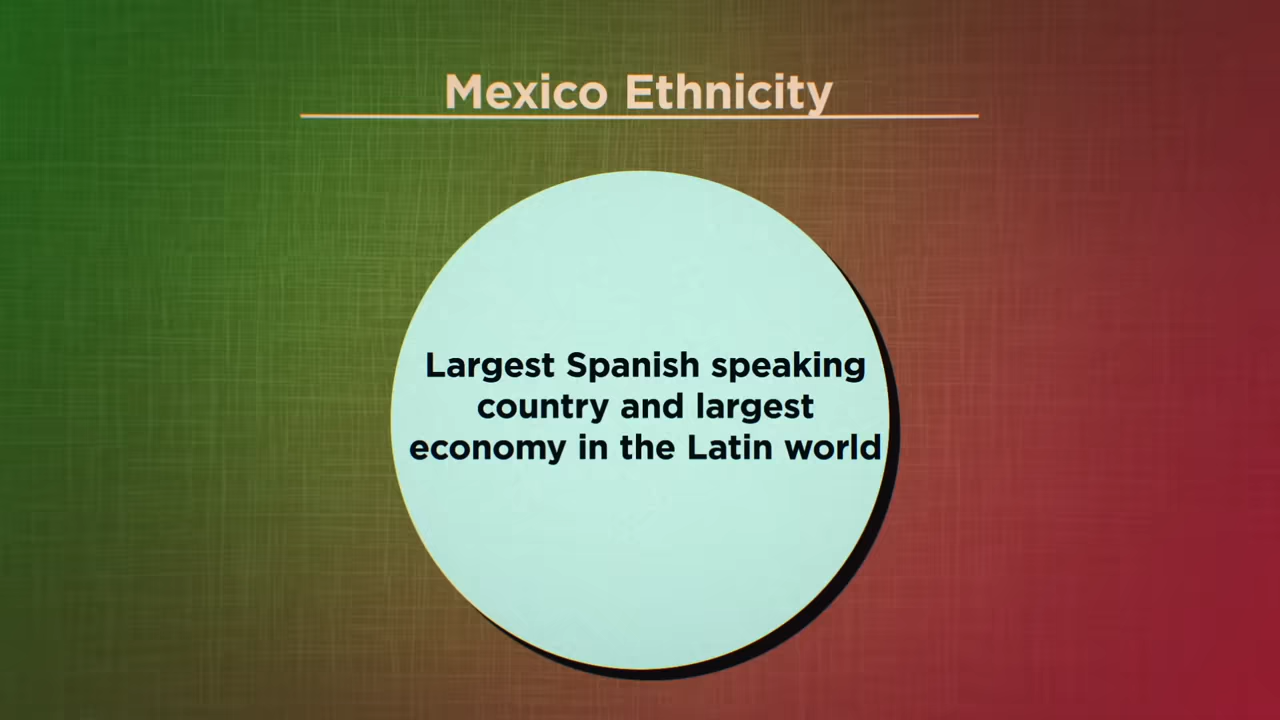 Mexico Ethnicity
Largest Spanish speaking
country and largest
economy in the Latin world